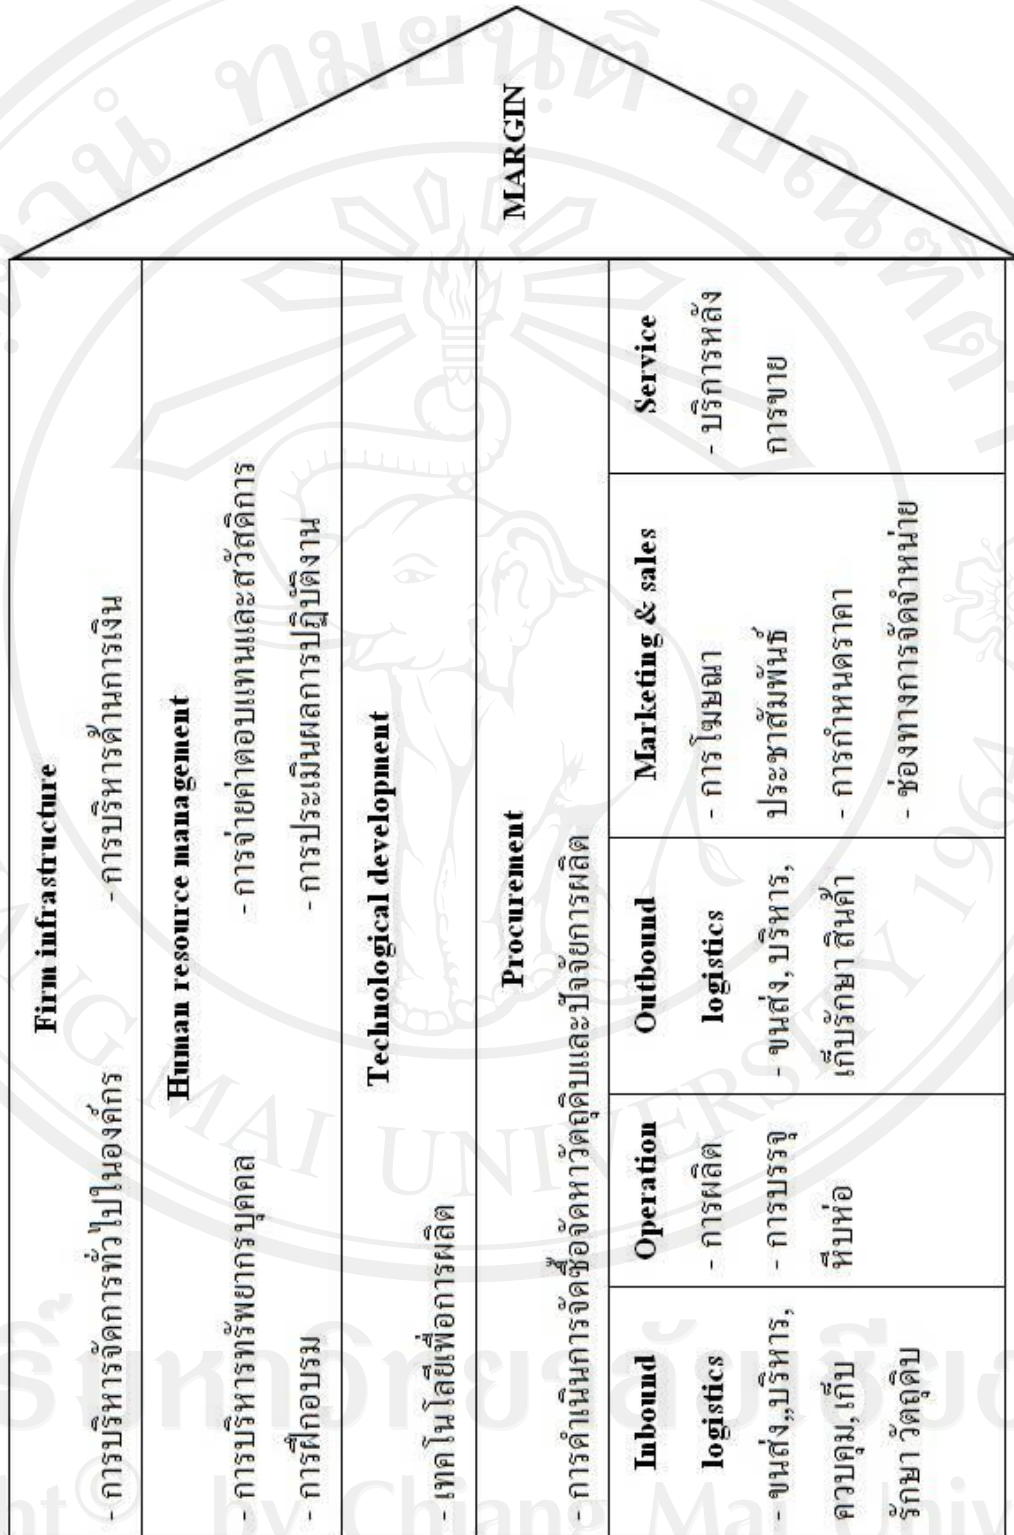 Firm infrastructure
- การบริหารจัดการทั่วไปในองค์กร - การบริหารด้านการเงิน
Human resource management
- การบริหารทรัพยากรบุคคล - การจ่ายค่าตอบแทนและสวัสดิการ
- การฝึกอบรม - การประเมินผลการปฏิบัติงาน
Technological development
- เทคโนโลยีเพื่อการผลิต
Procurement
- การดำเนินการจัดซื้อจัดหาวัตถุดิบและปัจจัยการผลิต
Inbound
logistics
- ขนส่ง,,บริหาร,
ควบคุม, เก็บ
รักษา วัตถุดิบ
Operation
- การผลิต
- การบรรจุ
หีบห่อ
Outbound
logistics
- ขนส่ง, บริหาร,
เก็บรักษา สินค้า
Marketing & sales
- การโฆษณา
ประชาสัมพันธ์
- การกำหนดราคา
- ช่องทางการจัดจำหน่าย
Service
- บริการหลัง
การขาย
MARGIN
MAI UNIVERSITY 1964
by Chiang Mai Univ